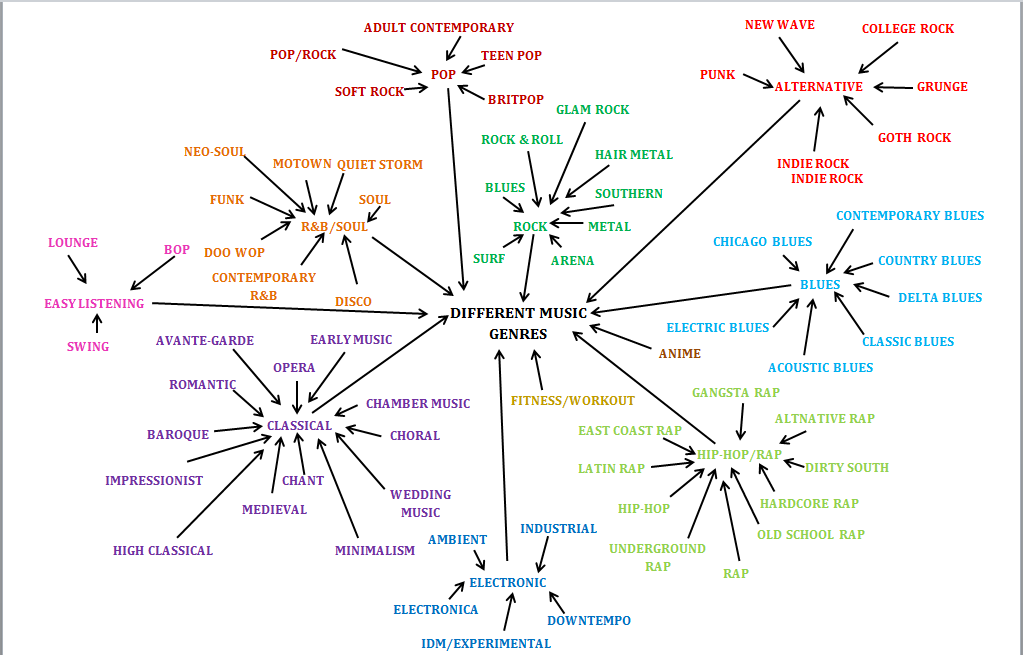 ADULT CONTEMPORARY
POP/ROCK
TEEN POP
POP
SOFT ROCK
BRITPOP
NEW WAVE
COLLEGE ROCK
PUNK
ALTERNATIVE
GRUNGE
GOTH ROCK
INDIE ROCK
INDIE ROCK
GLAM ROCK
ROCK & ROLL
HAIR METAL
BLUES
SOUTHERN
ROCK
METAL
SURF
ARENA
NEO-SOUL
MOTOWN
QUIET STORM
FUNK
SOUL
R&B/SOUL
DOO WOP
CONTEMPORARY
R&B
DISCO
LOUNGE
BOP
EASY LISTENING
SWING
CONTEMPORARY BLUES
CHICAGO BLUES
COUNTRY BLUES
BLUES
DELTA BLUES
ELECTRIC BLUES
CLASSIC BLUES
ACOUSTIC BLUES
DIFFERENT MUSIC
GENRES
ANIME
FITNESS/WORKOUT
AVANTE-GARDE
EARLY MUSIC
OPERA
ROMANTIC
CHAMBER MUSIC
CLASSICAL
BAROQUE
CHORAL
IMPRESSIONIST
CHANT
MEDIEVAL
WEDDING
MUSIC
HIGH CLASSICAL
MINIMALISM
GANGSTA RAP
ALTNATIVE RAP
EAST COAST RAP
HIP-HOP/RAP
LATIN RAP
DIRTY SOUTH
HIP-HOP
HARDCORE RAP
OLD SCHOOL RAP
UNDERGROUND
RAP
RAP
AMBIENT
INDUSTRIAL
ELECTRONIC
ELECTRONICA
DOWNTEMPO
IDM/EXPERIMENTAL